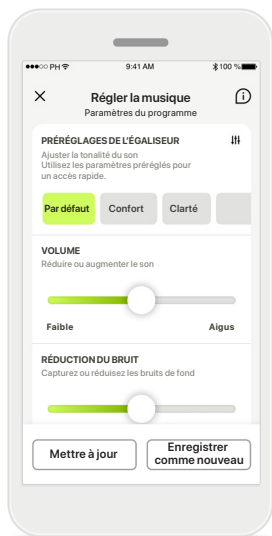 PH 9:41 AM 100 %
Régler la musique
Paramètres du programme
PRÉRÉGLAGES DE L'ÉGALISEUR
Ajuster la tonalité du son
Utilisez les paramètres préréglés pour
un accès rapide.
Par défaut Confort Clarté
VOLUME
Réduire ou augmenter le son
Faible Aigus
RÉDUCTION DU BRUIT
Capturez ou réduisez les bruits de fond
Mettre à jour
Enregistrer
comme nouveau